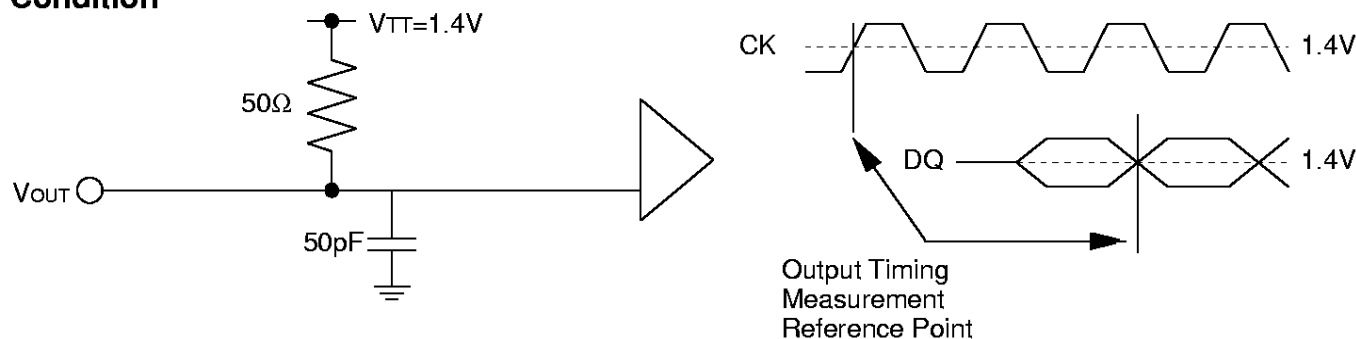 Condition
VTT=1.4V
50Ω
VOUT
50pF
CK
1.4V
DQ
1.4V
Output Timing
Measurement
Reference Point